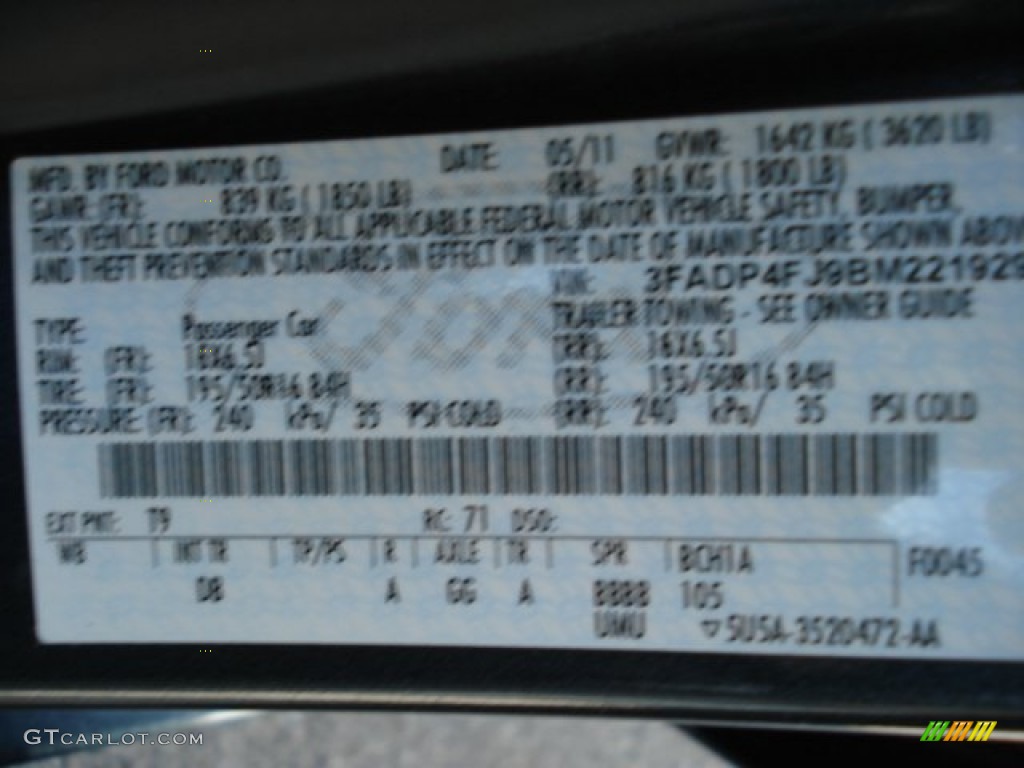 MFD. BY FORD MOTOR CO. DATE: 05/11 GVWR: 1642 KG ( 3620 LB)
GAWR (FR): 839 KG ( 1850 LB) (RR): 816 KG ( 1800 LB)
THIS VEHICLE CONFORMS TO ALL APPLICABLE FEDERAL MOTOR VEHICLE SAFETY, BUMPER,
AND THEFT PREVENTION STANDARDS IN EFFECT ON THE DATE OF MANUFACTURE SHOWN ABOV
VIN: 3FADP4FJ9BM221929
TYPE: Passenger Car TRAILER TOWING - SEE OWNER GUIDE
RIM: (FR): 16X6.5J (RR): 16X6.5J
TIRE: (FR): 195/50R16 84H (RR): 195/50R16 84H
PRESSURE: (FR): 240 kPa/ 35 PSI COLD (RR): 240 kPa/ 35 PSI COLD
EXT PNT: T9 RC: 71 DSO:
WB INT TR TP/PS R AXLE TR SPR BCH1A F0045
DB A GG A BBBB 105
UMU ▽ 5U5A-3520472-AA
GTCARLOT.COM